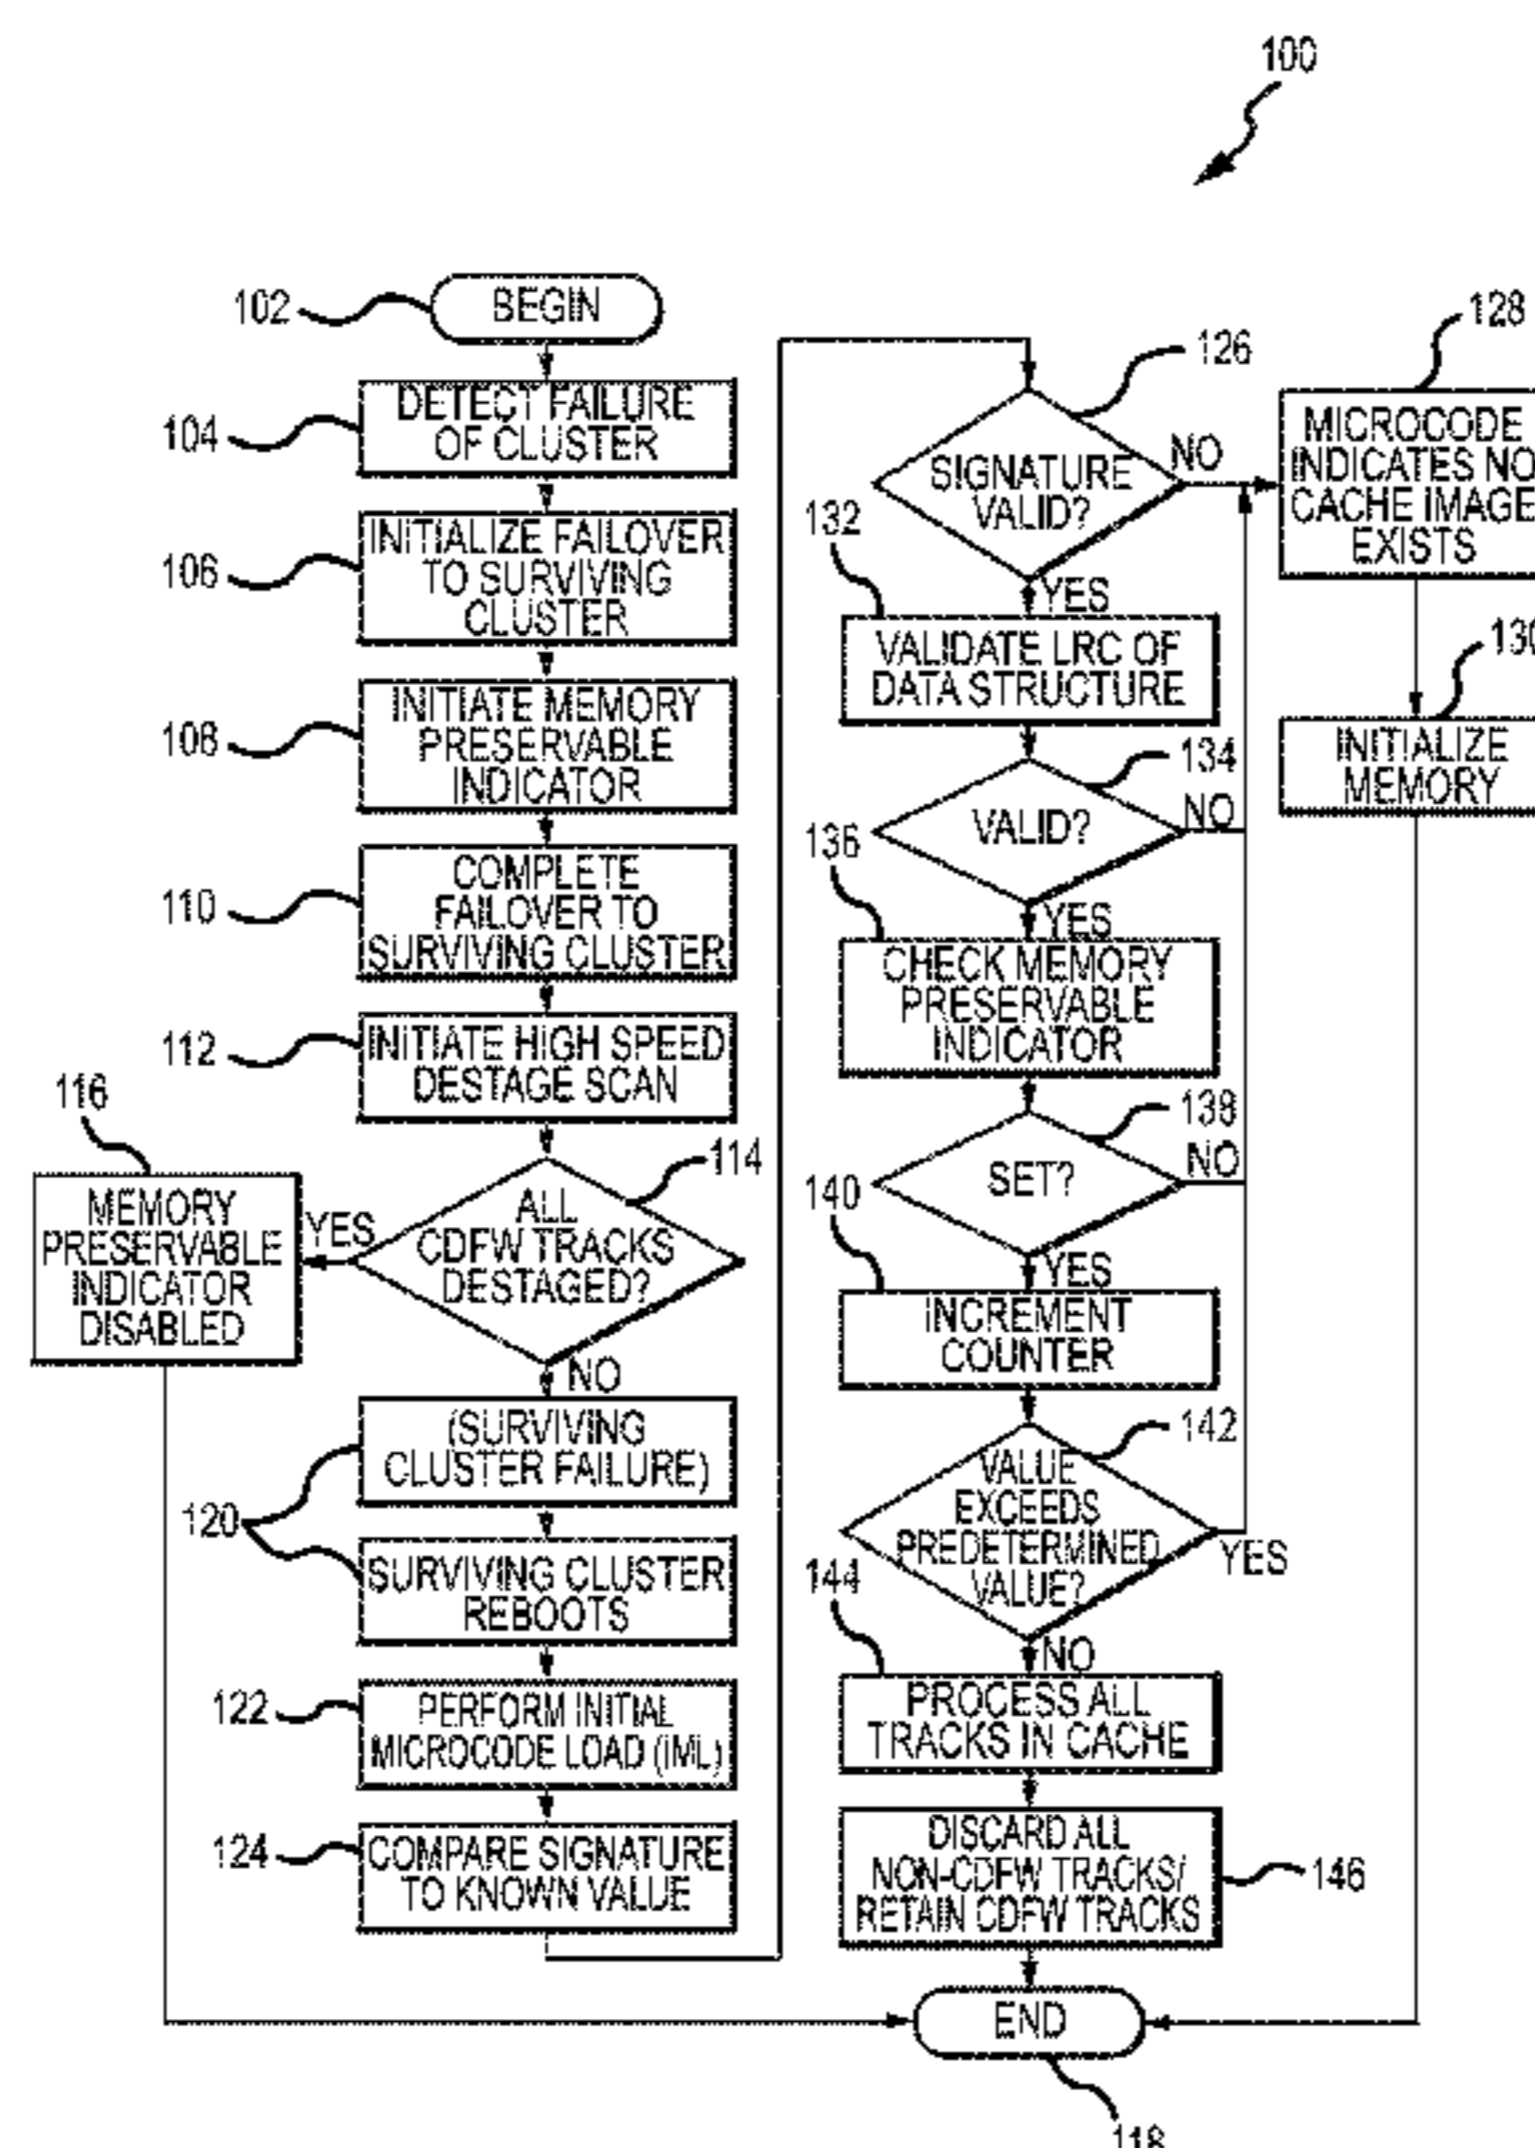 100
102
BEGIN
104
DETECT FAILURE
OF CLUSTER
106
INITIALIZE FAILOVER
TO SURVIVING
CLUSTER
108
INITIATE MEMORY
PRESERVABLE
INDICATOR
110
COMPLETE
FAILOVER TO
SURVIVING CLUSTER
112
INITIATE HIGH SPEED
DESTAGE SCAN
114
ALL
CDFW TRACKS
DESTAGED?
YES
116
MEMORY
PRESERVABLE
INDICATOR
DISABLED
NO
120
(SURVIVING
CLUSTER FAILURE)
SURVIVING CLUSTER
REBOOTS
122
PERFORM INITIAL
MICROCODE LOAD (IML)
124
COMPARE SIGNATURE
TO KNOWN VALUE
126
SIGNATURE
VALID?
NO
128
MICROCODE
INDICATES NO
CACHE IMAGE
EXISTS
130
INITIALIZE
MEMORY
YES
132
VALIDATE LRC OF
DATA STRUCTURE
134
VALID?
NO
YES
136
CHECK MEMORY
PRESERVABLE
INDICATOR
138
SET?
NO
YES
140
INCREMENT
COUNTER
142
VALUE
EXCEEDS
PREDETERMINED
VALUE?
YES
NO
144
PROCESS ALL
TRACKS IN CACHE
DISCARD ALL
NON-CDFW TRACKS/
RETAIN CDFW TRACKS
146
END
118